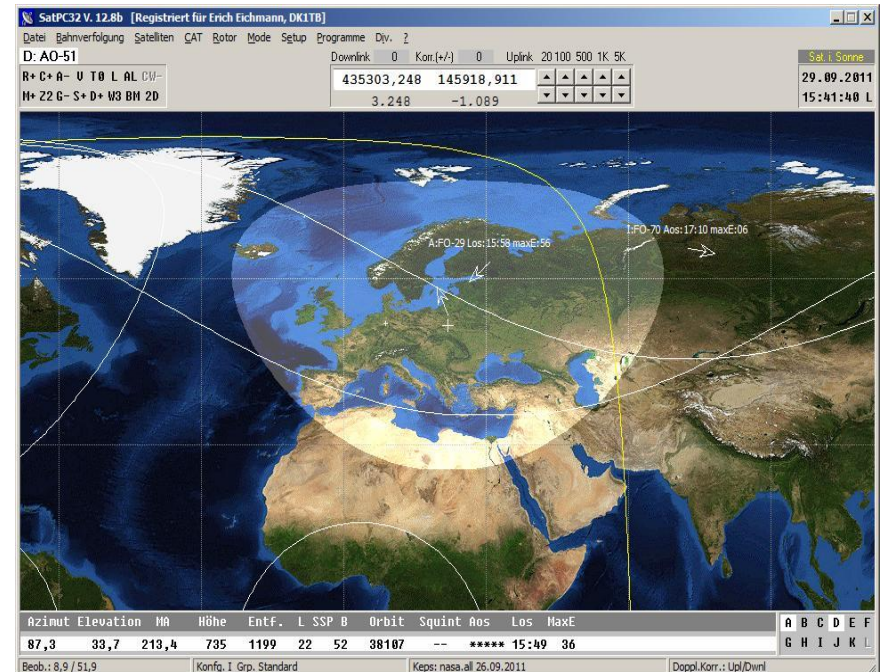 SatPC32 V. 12.8b [Registriert für Erich Eichmann, DK1TB]
Datei Bahnverfolgung Satelliten CAT Rotor Mode Setup Programme Div. ?
D: AO-51
Downlink 0 Korr.(+/-) 0 Uplink 20 100 500 1K 5K
Sat. i. Sonne
R+ C+ A- V T0 L AL CW-
M+ Z2 G- S+ D+ W3 BM 2D
435303,248 145918,911
3.248 -1.089
29.09.2011
15:41:40 L
A:FO-29 Los:15:58 maxE:56
I:FO-70 Aos:17:10 maxE:06
Azimut Elevation MA Höhe Entf. L SSP B Orbit Squint Aos Los MaxE
87,3 33,7 213,4 735 1199 22 52 38107 -- ***** 15:49 36
A B C D E F
G H I J K L
Beob.: 8,9 / 51,9 Konfg. I Grp. Standard Keps: nasa.all 26.09.2011 Doppl.Korr.: Upl/Dwnl